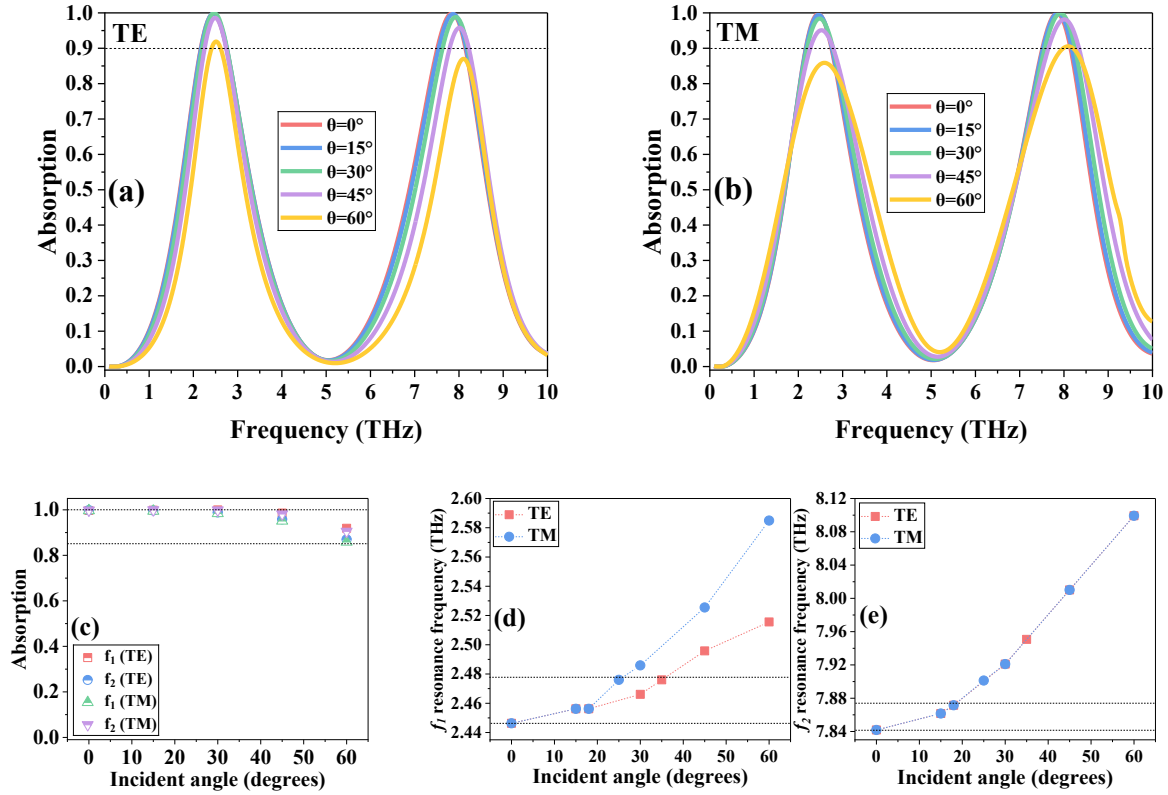 TE
(a)
θ=0°
θ=15°
θ=30°
θ=45°
θ=60°
Absorption
1.0
0.9
0.8
0.7
0.6
0.5
0.4
0.3
0.2
0.1
0.0
0 1 2 3 4 5 6 7 8 9 10
Frequency (THz)
TM
(b)
θ=0°
θ=15°
θ=30°
θ=45°
θ=60°
Absorption
1.0
0.9
0.8
0.7
0.6
0.5
0.4
0.3
0.2
0.1
0.0
0 1 2 3 4 5 6 7 8 9 10
Frequency (THz)
(c)
f₁ (TE)
f₂ (TE)
f₁ (TM)
f₂ (TM)
Absorption
1.0
0.8
0.6
0.4
0.2
0.0
0 10 20 30 40 50 60
Incident angle (degrees)
TE
TM
(d)
f₁ resonance frequency (THz)
2.60
2.58
2.56
2.54
2.52
2.50
2.48
2.46
2.44
0 10 20 30 40 50 60
Incident angle (degrees)
TE
TM
(e)
f₂ resonance frequency (THz)
8.12
8.08
8.04
8.00
7.96
7.92
7.88
7.84
0 10 20 30 40 50 60
Incident angle (degrees)